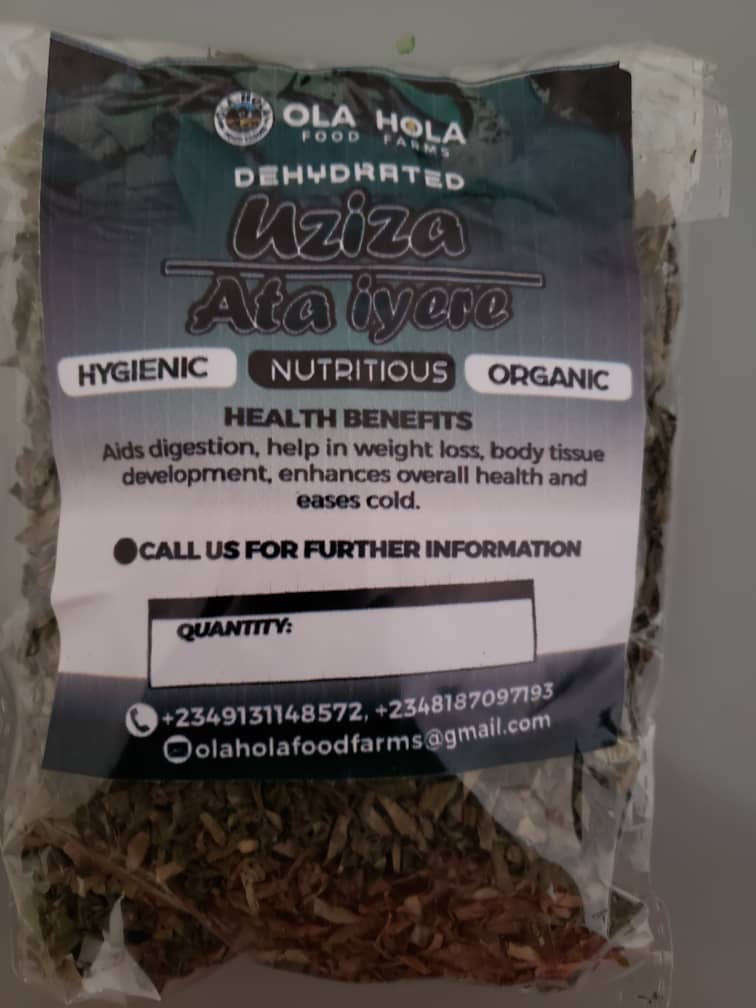 OLA HOLA
FOOD FARMS
DEHYDRATED
Uziza
Ata iyere
HYGIENIC NUTRITIOUS ORGANIC
HEALTH BENEFITS
Aids digestion, help in weight loss, body tissue
development, enhances overall health and
eases cold.
CALL US FOR FURTHER INFORMATION
QUANTITY:
+2349131148572, +2348187097193
olaholafoodfarms@gmail.com